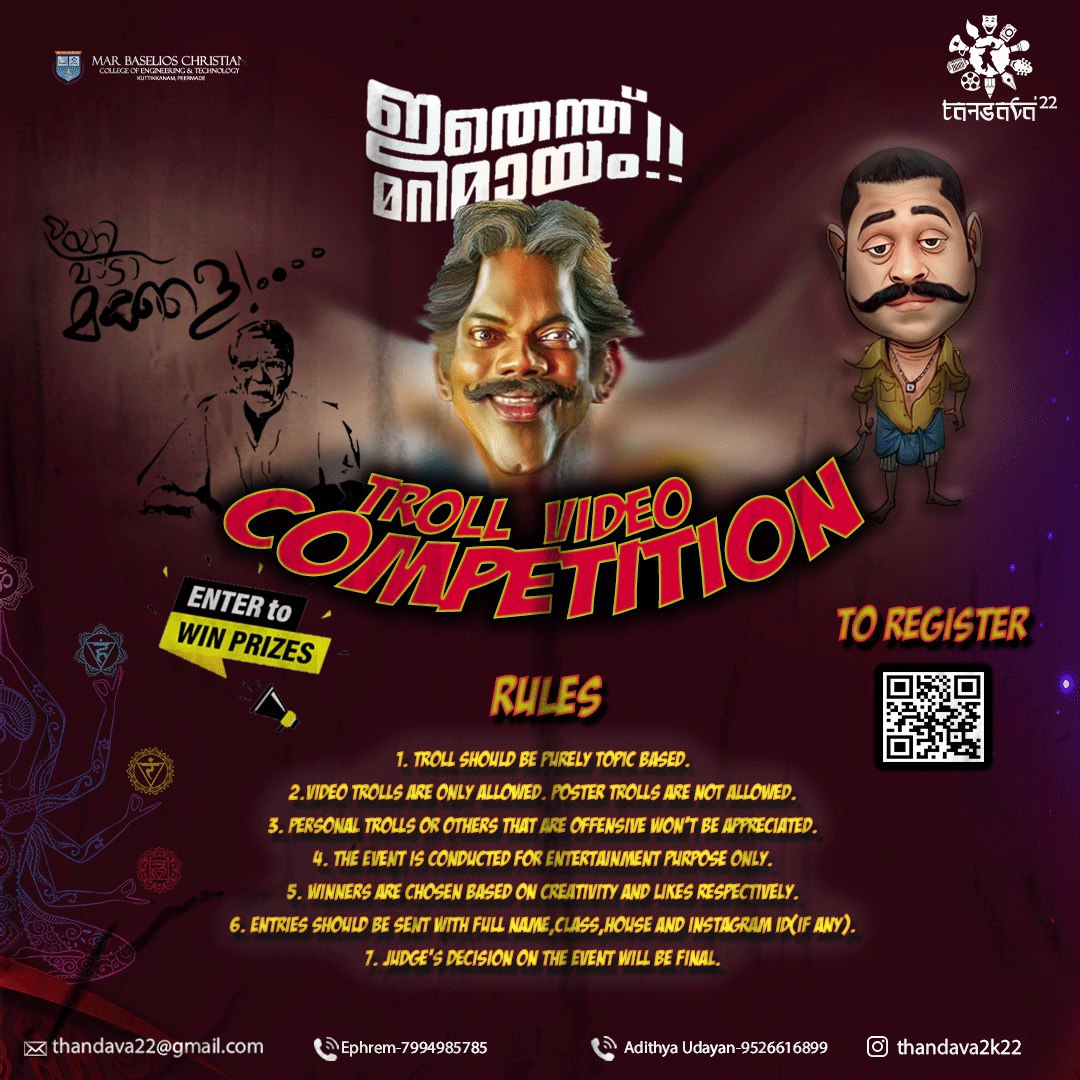 MAR BASELIOS CHRISTIAN
COLLEGE OF ENGINEERING & TECHNOLOGY
KUTTIKKANAM, PEERMADE
tandava'22
ഇതെന്ത്
മറിമായം!!
മക്കളേ!....
TROLL VIDEO
COMPETITION
ENTER to
WIN PRIZES
TO REGISTER
RULES
1. TROLL SHOULD BE PURELY TOPIC BASED.
2.VIDEO TROLLS ARE ONLY ALLOWED. POSTER TROLLS ARE NOT ALLOWED.
3. PERSONAL TROLLS OR OTHERS THAT ARE OFFENSIVE WON'T BE APPRECIATED.
4. THE EVENT IS CONDUCTED FOR ENTERTAINMENT PURPOSE ONLY.
5. WINNERS ARE CHOSEN BASED ON CREATIVITY AND LIKES RESPECTIVELY.
6. ENTRIES SHOULD BE SENT WITH FULL NAME,CLASS,HOUSE AND INSTAGRAM ID(IF ANY).
7. JUDGE'S DECISION ON THE EVENT WILL BE FINAL.
thandava22@gmail.com
Ephrem-7994985785
Adithya Udayan-9526616899
thandava2k22